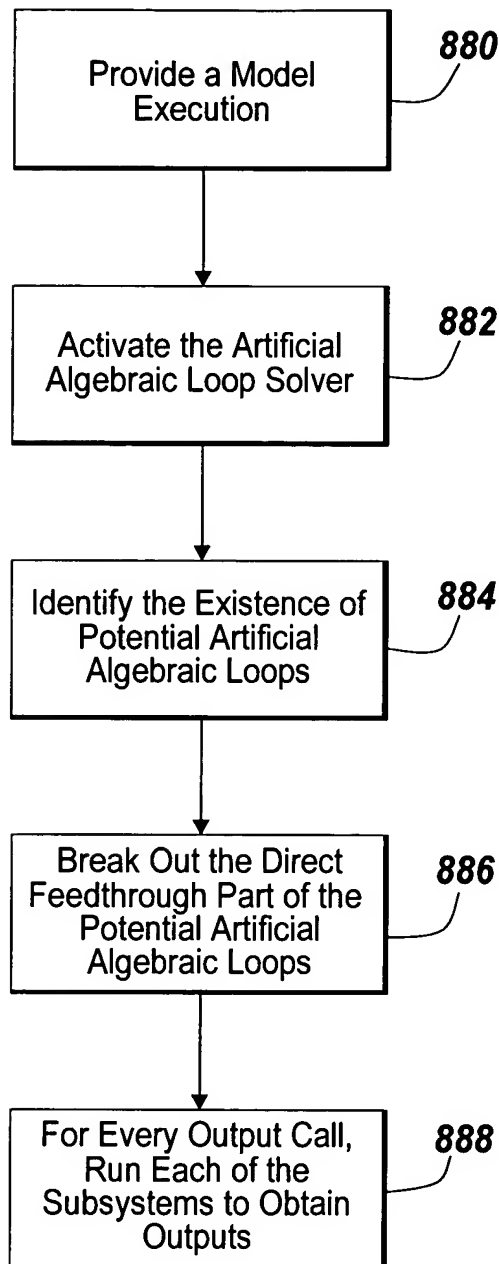 Provide a Model
Execution
880
Activate the Artificial
Algebraic Loop Solver
882
Identify the Existence of
Potential Artificial
Algebraic Loops
884
Break Out the Direct
Feedthrough Part of the
Potential Artificial
Algebraic Loops
886
For Every Output Call,
Run Each of the
Subsystems to Obtain
Outputs
888